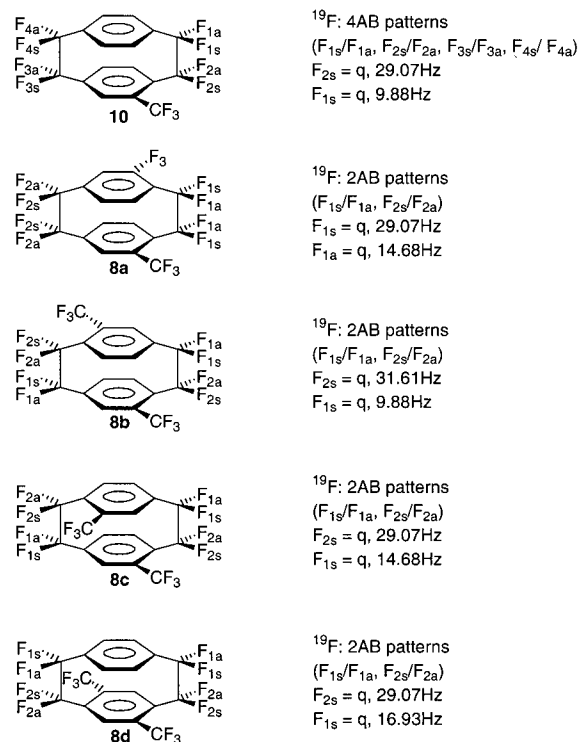 F4a F4s F3a F3s F1a F1s F2a F2s CF3
10
19F: 4AB patterns
(F1s/F1a, F2s/F2a, F3s/F3a, F4s/ F4a)
F2s = q, 29.07Hz
F1s = q, 9.88Hz
F3
F2a F2s F2s F2a F1s F1a F1a F1s CF3
8a
19F: 2AB patterns
(F1s/F1a, F2s/F2a)
F1s = q, 29.07Hz
F1a = q, 14.68Hz
F3C
F2s F2a F1s F1a F1a F1s F2a F2s CF3
8b
19F: 2AB patterns
(F1s/F1a, F2s/F2a)
F2s = q, 31.61Hz
F1s = q, 9.88Hz
F2a F2s F1a F1s F3C F1a F1s F2a F2s CF3
8c
19F: 2AB patterns
(F1s/F1a, F2s/F2a)
F2s = q, 29.07Hz
F1s = q, 14.68Hz
F1s F1a F2s F2a F3C F1a F1s F2a F2s CF3
8d
19F: 2AB patterns
(F1s/F1a, F2s/F2a)
F2s = q, 29.07Hz
F1s = q, 16.93Hz